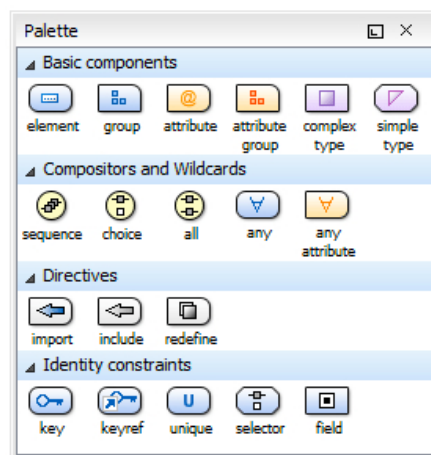 Palette
Basic components
element group attribute attribute group complex type simple type
Compositors and Wildcards
sequence choice all any any attribute
Directives
import include redefine
Identity constraints
key keyref unique selector field